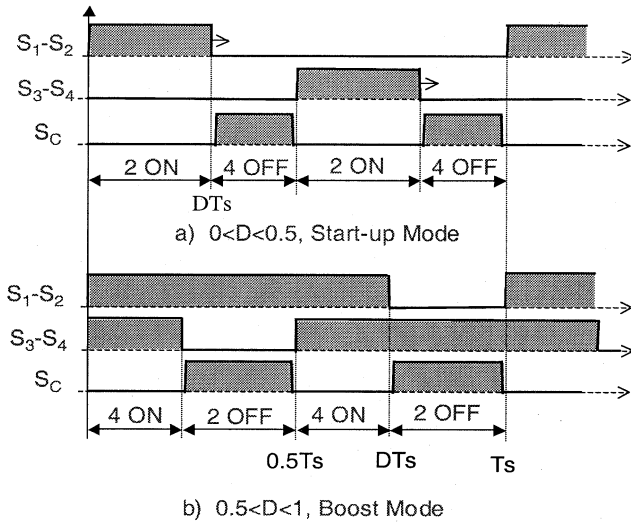 S1-S2
S3-S4
SC
2 ON 4 OFF 2 ON 4 OFF
DTs
a) 0<D<0.5, Start-up Mode
S1-S2
S3-S4
SC
4 ON 2 OFF 4 ON 2 OFF
0.5Ts DTs Ts
b) 0.5<D<1, Boost Mode